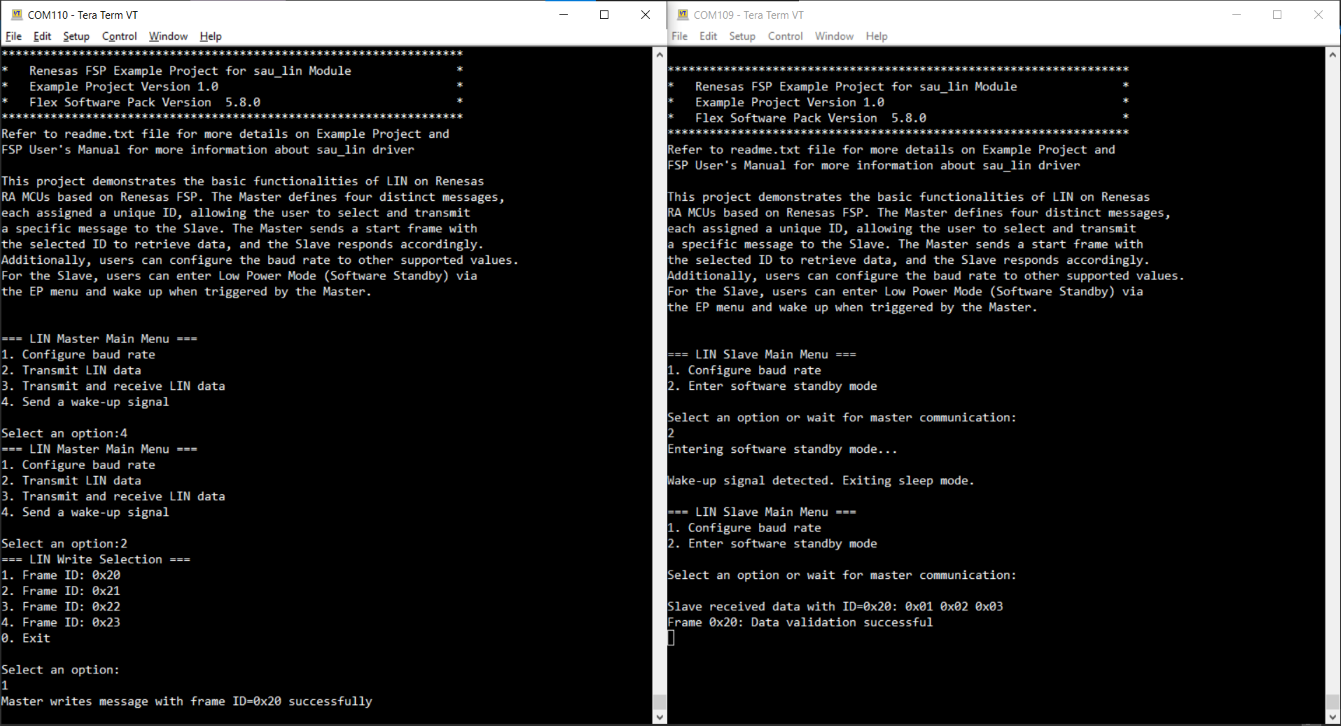 COM110 - Tera Term VT
File Edit Setup Control Window Help
******************************************************************
*   Renesas FSP Example Project for sau_lin Module               *
*   Example Project Version 1.0                                  *
*   Flex Software Pack Version  5.8.0                            *
******************************************************************
Refer to readme.txt file for more details on Example Project and
FSP User's Manual for more information about sau_lin driver

This project demonstrates the basic functionalities of LIN on Renesas
RA MCUs based on Renesas FSP. The Master defines four distinct messages,
each assigned a unique ID, allowing the user to select and transmit
a specific message to the Slave. The Master sends a start frame with
the selected ID to retrieve data, and the Slave responds accordingly.
Additionally, users can configure the baud rate to other supported values.
For the Slave, users can enter Low Power Mode (Software Standby) via
the EP menu and wake up when triggered by the Master.

=== LIN Master Main Menu ===
1. Configure baud rate
2. Transmit LIN data
3. Transmit and receive LIN data
4. Send a wake-up signal

Select an option:4
=== LIN Master Main Menu ===
1. Configure baud rate
2. Transmit LIN data
3. Transmit and receive LIN data
4. Send a wake-up signal

Select an option:2
=== LIN Write Selection ===
1. Frame ID: 0x20
2. Frame ID: 0x21
3. Frame ID: 0x22
4. Frame ID: 0x23
0. Exit

Select an option:
1
Master writes message with frame ID=0x20 successfully
COM109 - Tera Term VT
File Edit Setup Control Window Help
******************************************************************
*   Renesas FSP Example Project for sau_lin Module               *
*   Example Project Version 1.0                                  *
*   Flex Software Pack Version  5.8.0                            *
******************************************************************
Refer to readme.txt file for more details on Example Project and
FSP User's Manual for more information about sau_lin driver

This project demonstrates the basic functionalities of LIN on Renesas
RA MCUs based on Renesas FSP. The Master defines four distinct messages,
each assigned a unique ID, allowing the user to select and transmit
a specific message to the Slave. The Master sends a start frame with
the selected ID to retrieve data, and the Slave responds accordingly.
Additionally, users can configure the baud rate to other supported values.
For the Slave, users can enter Low Power Mode (Software Standby) via
the EP menu and wake up when triggered by the Master.

=== LIN Slave Main Menu ===
1. Configure baud rate
2. Enter software standby mode

Select an option or wait for master communication:
2
Entering software standby mode...

Wake-up signal detected. Exiting sleep mode.

=== LIN Slave Main Menu ===
1. Configure baud rate
2. Enter software standby mode

Select an option or wait for master communication:

Slave received data with ID=0x20: 0x01 0x02 0x03
Frame 0x20: Data validation successful